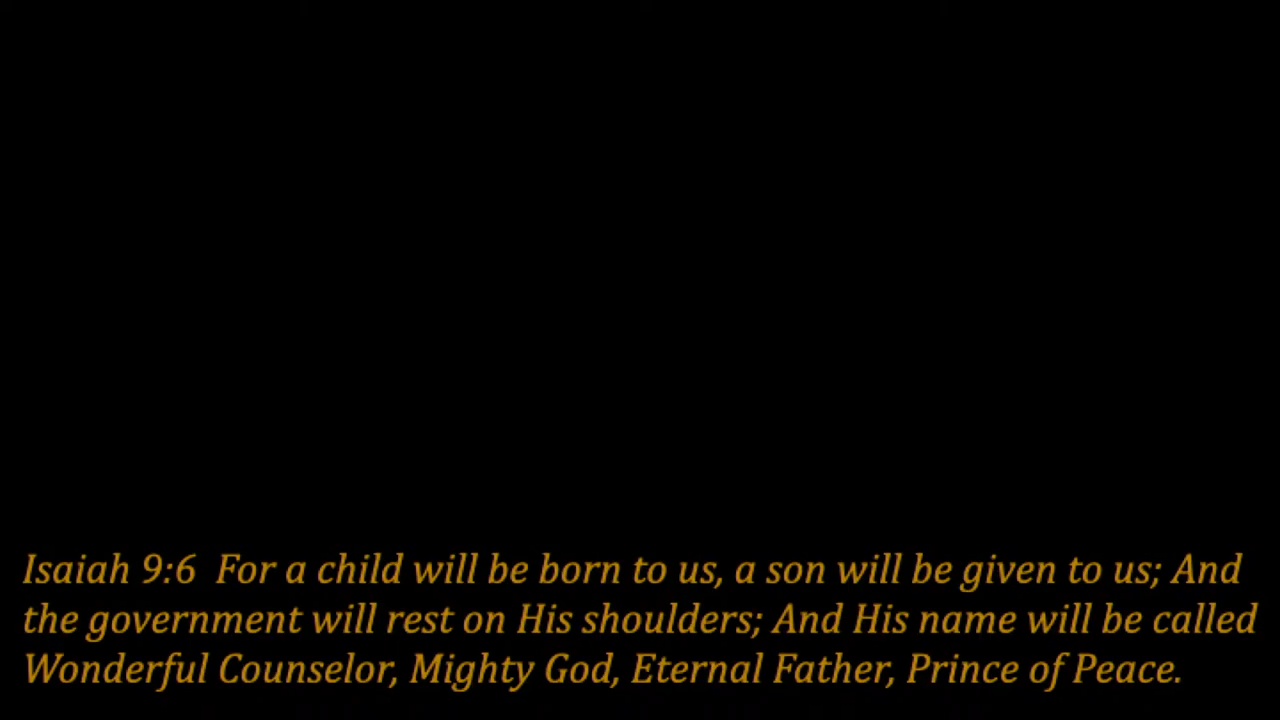 Isaiah 9:6  For a child will be born to us, a son will be given to us; And
the government will rest on His shoulders; And His name will be called
Wonderful Counselor, Mighty God, Eternal Father, Prince of Peace.